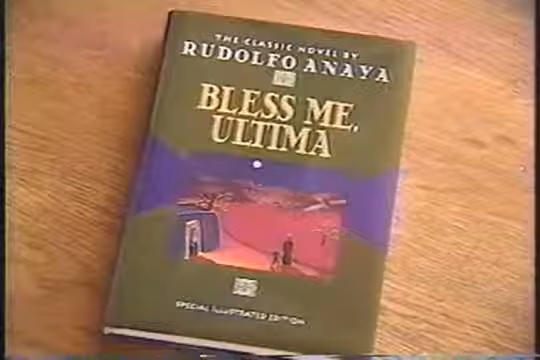 THE CLASSIC NOVEL BY
RUDOLFO ANAYA
BLESS ME,
ULTIMA
SPECIAL ILLUSTRATED EDITION